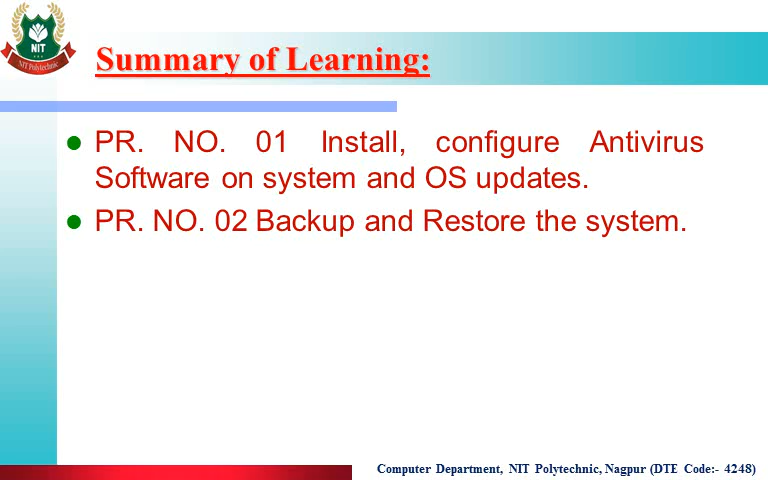 NIT
NIT Polytechnic
Summary of Learning:
PR. NO. 01 Install, configure Antivirus
Software on system and OS updates.
PR. NO. 02 Backup and Restore the system.
Computer Department, NIT Polytechnic, Nagpur (DTE Code:- 4248)